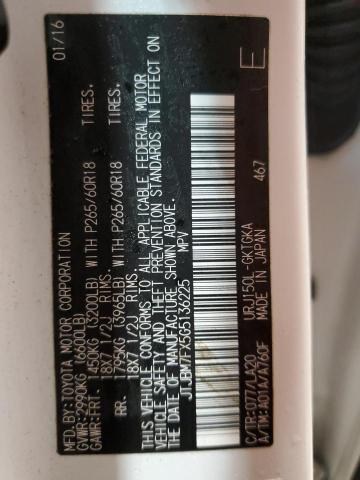 MFD.BY:TOYOTA MOTOR CORPORATION 01/16
GVWR:2990KG (6600LB)
GAWR:FRT. 1450KG (3200LB) WITH P265/60R18 TIRES.
18X7 1/2J RIMS.
RR. 1795KG (3965LB) WITH P265/60R18 TIRES.
18X7 1/2J RIMS.
THIS VEHICLE CONFORMS TO ALL APPLICABLE FEDERAL MOTOR
VEHICLE SAFETY AND THEFT PREVENTION STANDARDS IN EFFECT ON
THE DATE OF MANUFACTURE SHOWN ABOVE.
JTJBM7FX5G5136225 MPV
C/TR:077/LA20 URJ150L-GKTGKA E
A/TM:A01A/A760F MADE IN JAPAN 467